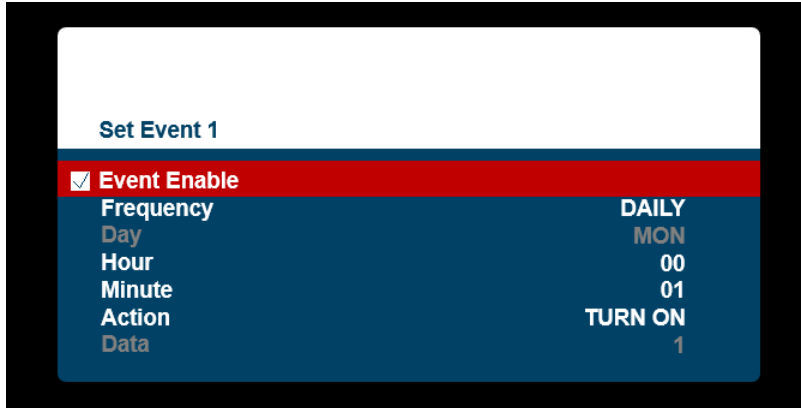 Set Event 1
Event Enable
Frequency DAILY
Day MON
Hour 00
Minute 01
Action TURN ON
Data 1